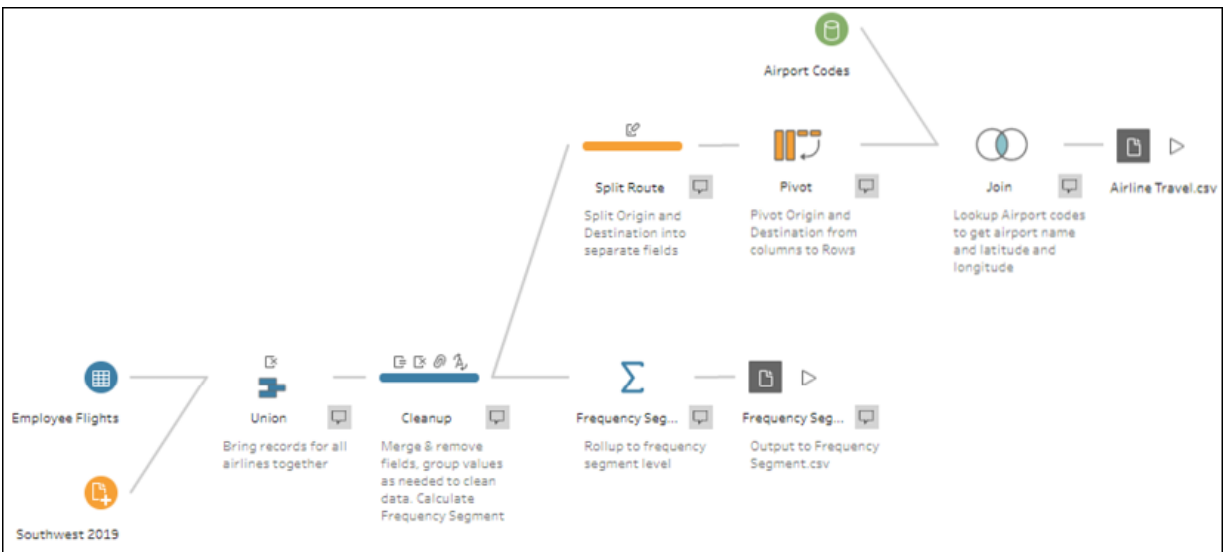 Airport Codes
Split Route
Split Origin and
Destination into
separate fields
Pivot
Pivot Origin and
Destination from
columns to Rows
Join
Lookup Airport codes
to get airport name
and latitude and
longitude
Airline Travel.csv
Employee Flights
Southwest 2019
Union
Bring records for all
airlines together
Cleanup
Merge & remove
fields, group values
as needed to clean
data. Calculate
Frequency Segment
Frequency Seg...
Rollup to frequency
segment level
Frequency Seg...
Output to Frequency
Segment.csv